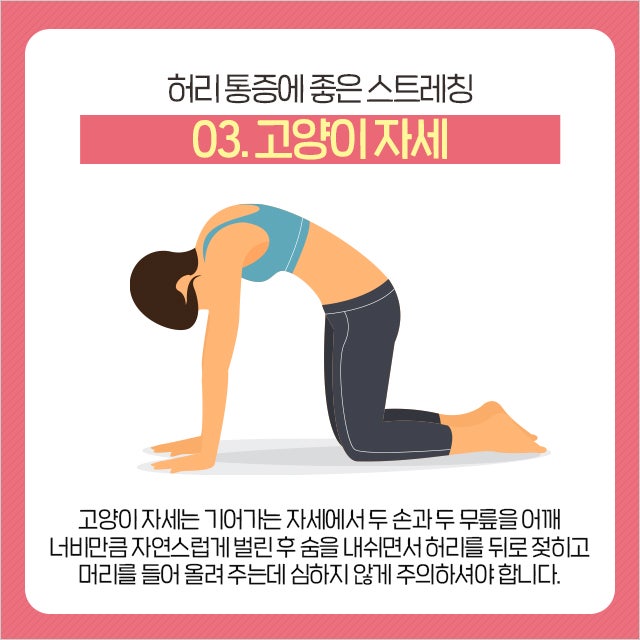 허리 통증에 좋은 스트레칭
03. 고양이 자세
고양이 자세는 기어가는 자세에서 두 손과 두 무릎을 어깨
너비만큼 자연스럽게 벌린 후 숨을 내쉬면서 허리를 뒤로 젖히고
머리를 들어 올려 주는데 심하지 않게 주의하셔야 합니다.